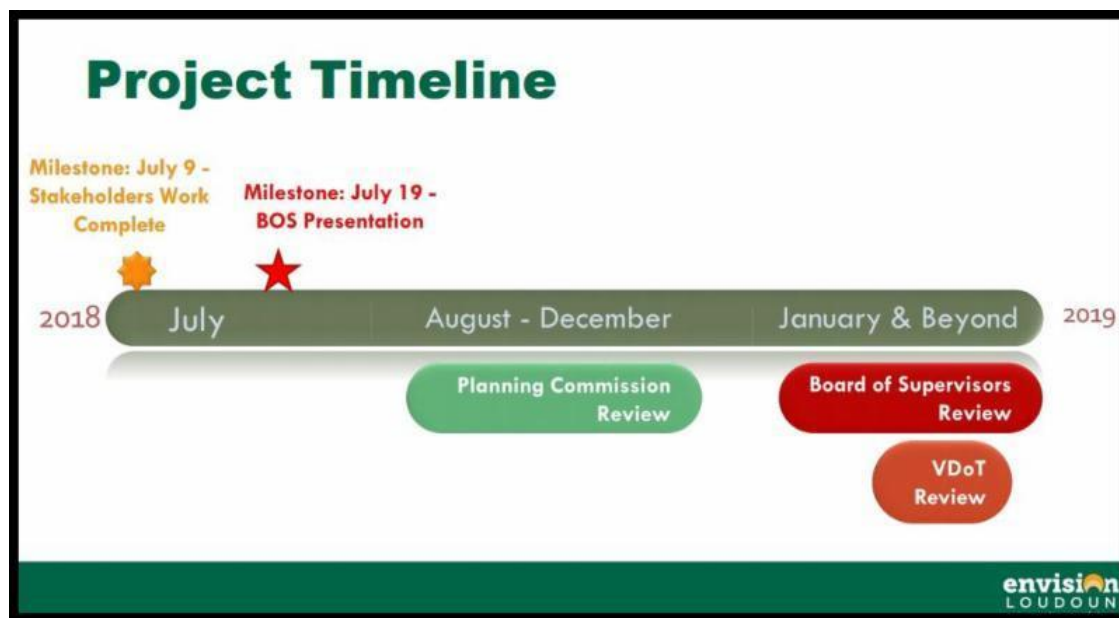 Project Timeline
Milestone: July 9 -
Stakeholders Work
Complete
Milestone: July 19 -
BOS Presentation
2018
July
August - December
January & Beyond
2019
Planning Commission
Review
Board of Supervisors
Review
VDoT
Review
envision
LOUDOUN